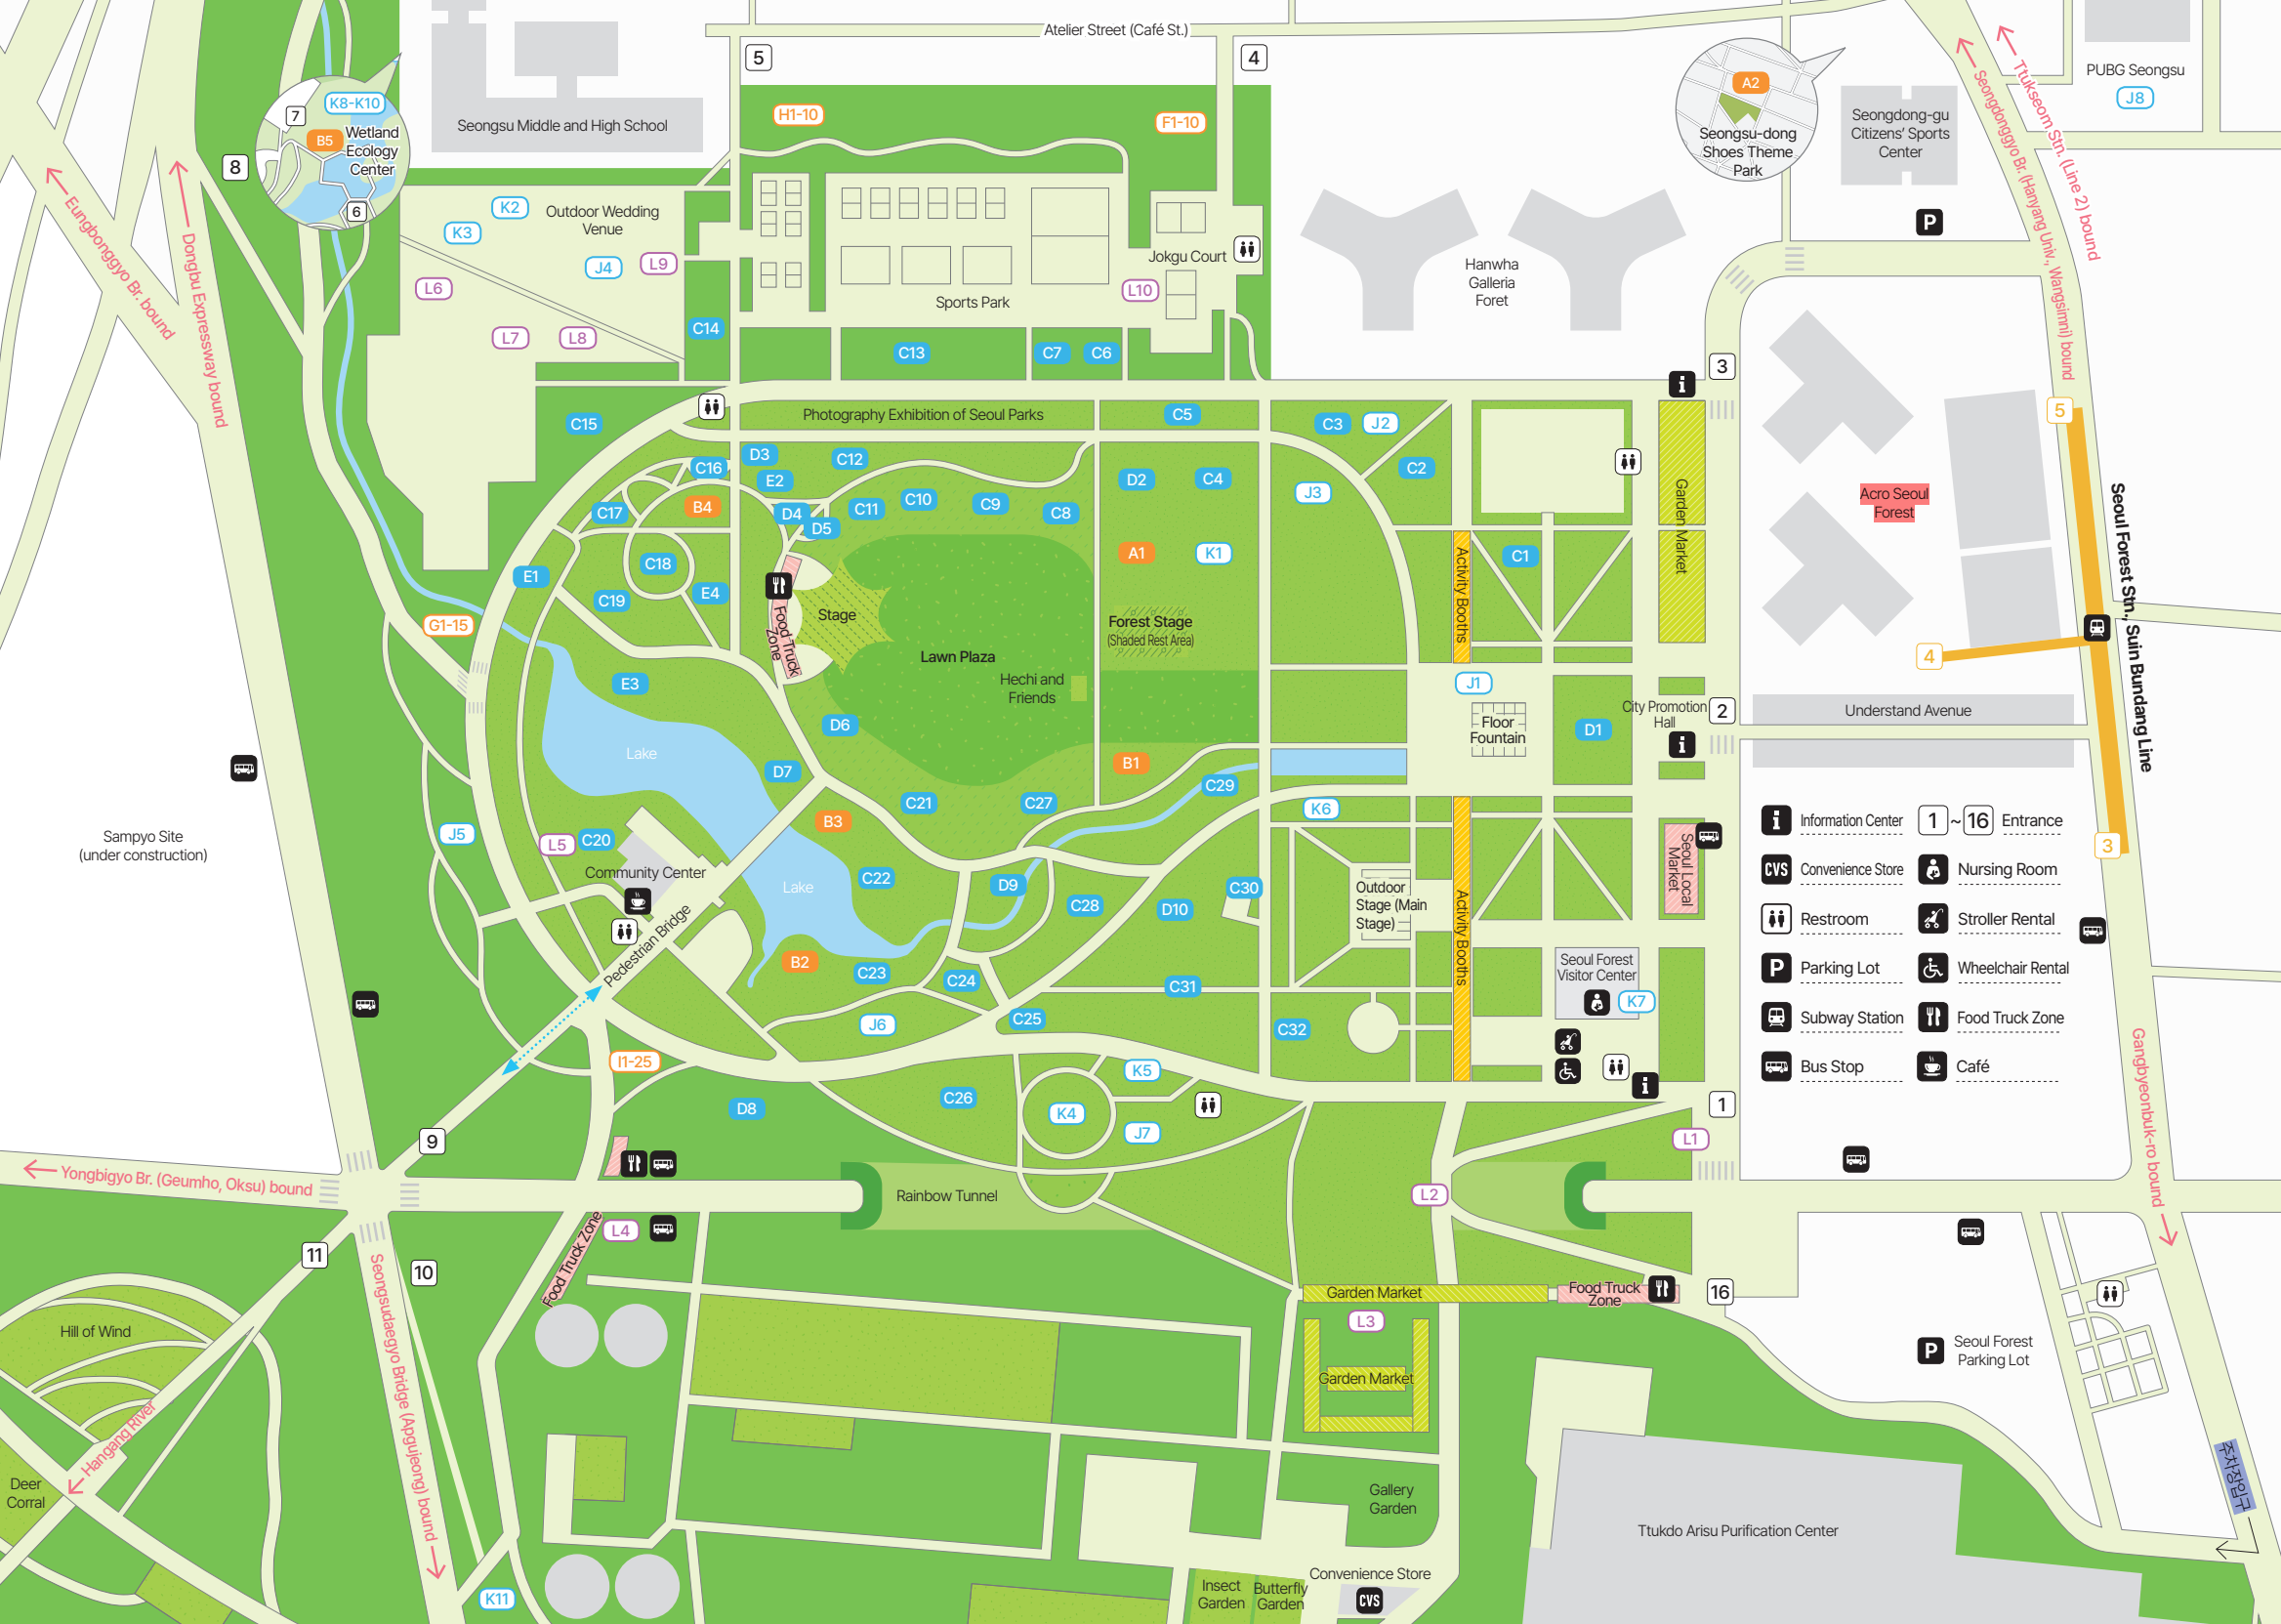 Atelier Street (Café St.)
5
4
Seongsu Middle and High School
H1-10
F1-10
K8-K10
7
B5
Wetland
Ecology
Center
6
8
A2
Seongsu-dong
Shoes Theme
Park
Seongdong-gu
Citizens' Sports
Center
PUBG Seongsu
J8
Ttukseom Stn. (Line 2) bound
Seongdonggyo Br. (Hanyang Univ., Wangsimni) bound
Eungbonggyo Br. bound
Dongbu Expressway bound
K2
K3
Outdoor Wedding
Venue
J4
L9
L6
L7
L8
C14
Jokgu Court
L10
Sports Park
C13
C7
C6
Hanwha
Galleria
Foret
P
3
i
Photography Exhibition of Seoul Parks
C5
C3
J2
C2
C15
C16
D3
E2
C12
D2
C4
J3
C17
B4
D4
D5
C11
C10
C9
C8
A1
K1
C1
Garden Market
Activity Booths
Acro Seoul
Forest
5
Seoul Forest Stn., Suin Bundang Line
4
3
E1
C18
C19
E4
G1-15
Food Truck
Zone
Stage
Forest Stage
(Shaded Rest Area)
Lawn Plaza
Hechi and
Friends
E3
D6
Lake
D7
B1
J1
Floor
Fountain
D1
City Promotion
Hall
i
2
Understand Avenue
Sampyo Site
(under construction)
J5
L5
C20
Community Center
B3
C21
C27
C29
K6
C22
Lake
D9
C28
D10
C30
Outdoor
Stage (Main
Stage)
Activity Booths
Seoul Local
Market
Pedestrian Bridge
B2
C23
C24
C31
C25
J6
C32
Seoul Forest
Visitor Center
K7
i
Information Center
1 ~ 16 Entrance
CVS
Convenience Store
Nursing Room
Restroom
Stroller Rental
P
Parking Lot
Wheelchair Rental
Subway Station
Food Truck Zone
Bus Stop
Café
I1-25
D8
C26
K5
K4
J7
i
1
L1
Gangbyeonbuk-ro bound
9
Yongbigyo Br. (Geumho, Oksu) bound
Rainbow Tunnel
L2
L4
Food Truck Zone
11
10
Garden Market
Food Truck
Zone
16
L3
Garden Market
Hill of Wind
Seongsudaegyo Bridge (Apgujeong) bound
Hangang River
Deer
Corral
P
Seoul Forest
Parking Lot
주차장입구
Gallery
Garden
Ttukdo Arisu Purification Center
K11
Insect
Garden
Butterfly
Garden
Convenience Store
CVS